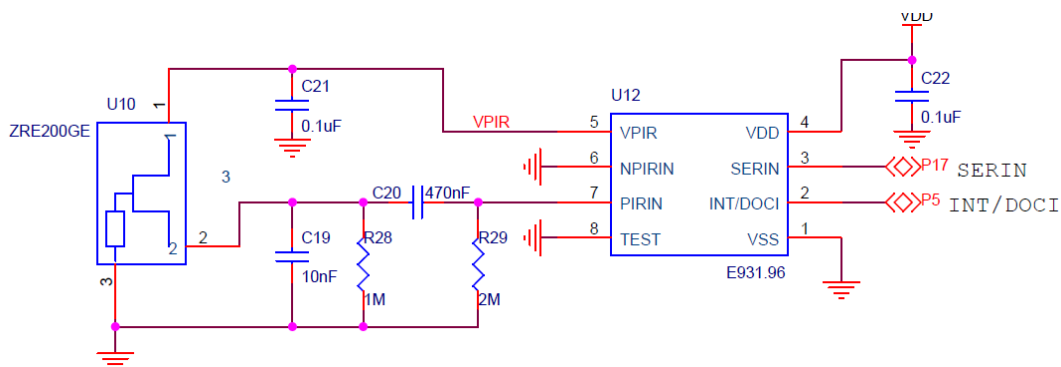 VDD
U10
ZRE200GE
1
1
2
2
3
3
C21
0.1uF
VPIR
C20
470nF
C19
10nF
R28
1M
R29
2M
U12
5
VPIR
6
NPIRIN
7
PIRIN
8
TEST
VDD
4
SERIN
3
INT/DOCI
2
VSS
1
E931.96
C22
0.1uF
P17
SERIN
P5
INT/DOCI